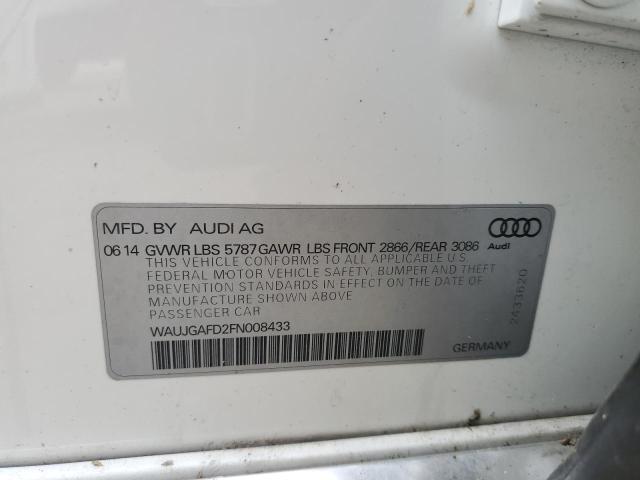 MFD. BY AUDI AG
06 14 GVWR LBS 5787 GAWR LBS FRONT 2866/REAR 3086
Audi
THIS VEHICLE CONFORMS TO ALL APPLICABLE U.S.
FEDERAL MOTOR VEHICLE SAFETY, BUMPER AND THEFT
PREVENTION STANDARDS IN EFFECT ON THE DATE OF
MANUFACTURE SHOWN ABOVE
PASSENGER CAR
2433620
WAUJGAFD2FN008433
GERMANY